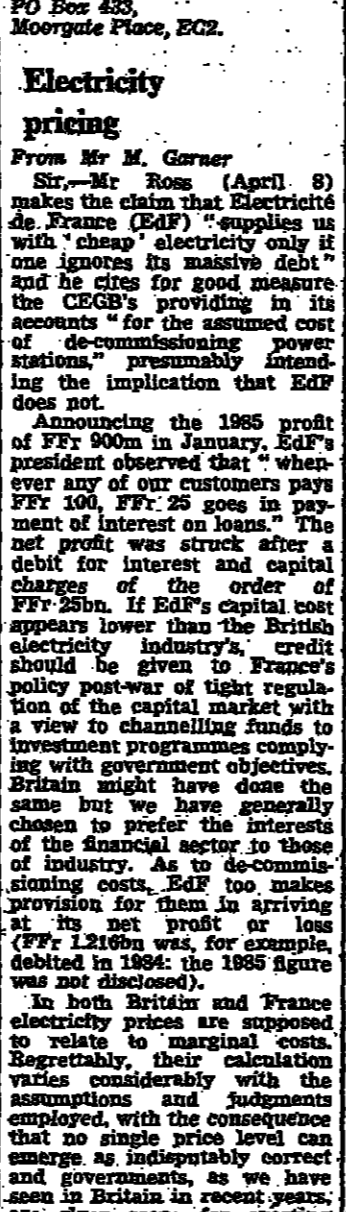 PO Box 433,
Moorgate Place, EC2.
Electricity
pricing
From Mr M. Garner
Sir,—Mr Ross (April 8)
makes the claim that Electricité
de France (EdF) "supplies us
with 'cheap' electricity only if
one ignores its massive debt"
and he cites for good measure
the CEGB's providing in its
accounts "for the assumed cost
of de-commissioning power
stations," presumably intend-
ing the implication that EdF
does not.
Announcing the 1985 profit
of FFr 900m in January, EdF's
president observed that "when-
ever any of our customers pays
FFr 100, FFr 25 goes in pay-
ment of interest on loans." The
net profit was struck after a
debit for interest and capital
charges of the order of
FFr 25bn. If EdF's capital cost
appears lower than the British
electricity industry's, credit
should be given to France's
policy post-war of tight regula-
tion of the capital market with
a view to channelling funds to
investment programmes comply-
ing with government objectives.
Britain might have done the
same but we have generally
chosen to prefer the interests
of the financial sector to those
of industry. As to de-commis-
sioning costs, EdF too makes
provision for them in arriving
at its net profit or loss
(FFr 1.216bn was, for example,
debited in 1984: the 1985 figure
was not disclosed).
In both Britain and France
electricity prices are supposed
to relate to marginal costs.
Regrettably, their calculation
varies considerably with the
assumptions and judgments
employed, with the consequence
that no single price level can
emerge as indisputably correct
and governments, as we have
seen in Britain in recent years,